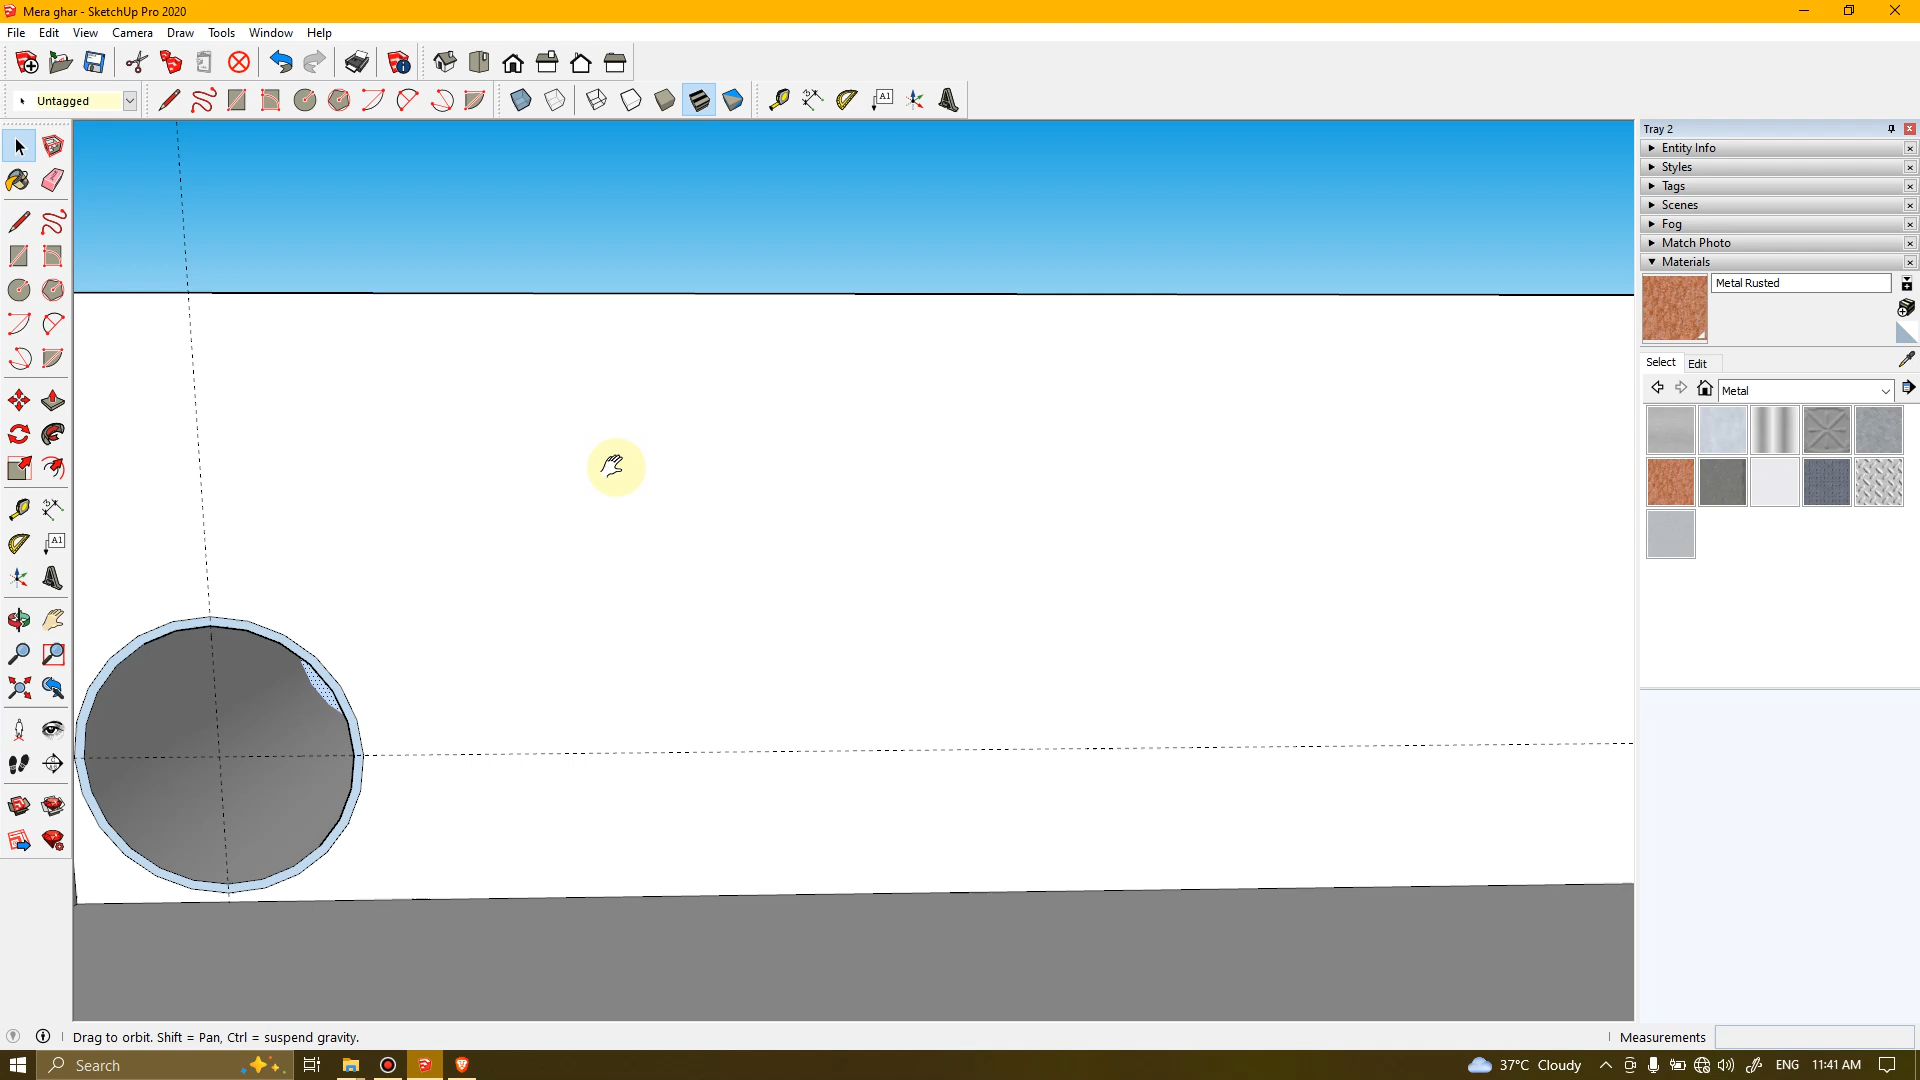 Mera ghar - SketchUp Pro 2020
File Edit View Camera Draw Tools Window Help
Untagged
A1
Tray 2
Entity Info
Styles
Tags
Scenes
Fog
Match Photo
Materials
Metal Rusted
Select Edit
Metal
A1
Drag to orbit. Shift = Pan, Ctrl = suspend gravity.
Measurements
Search
37°C Cloudy
ENG
11:41 AM